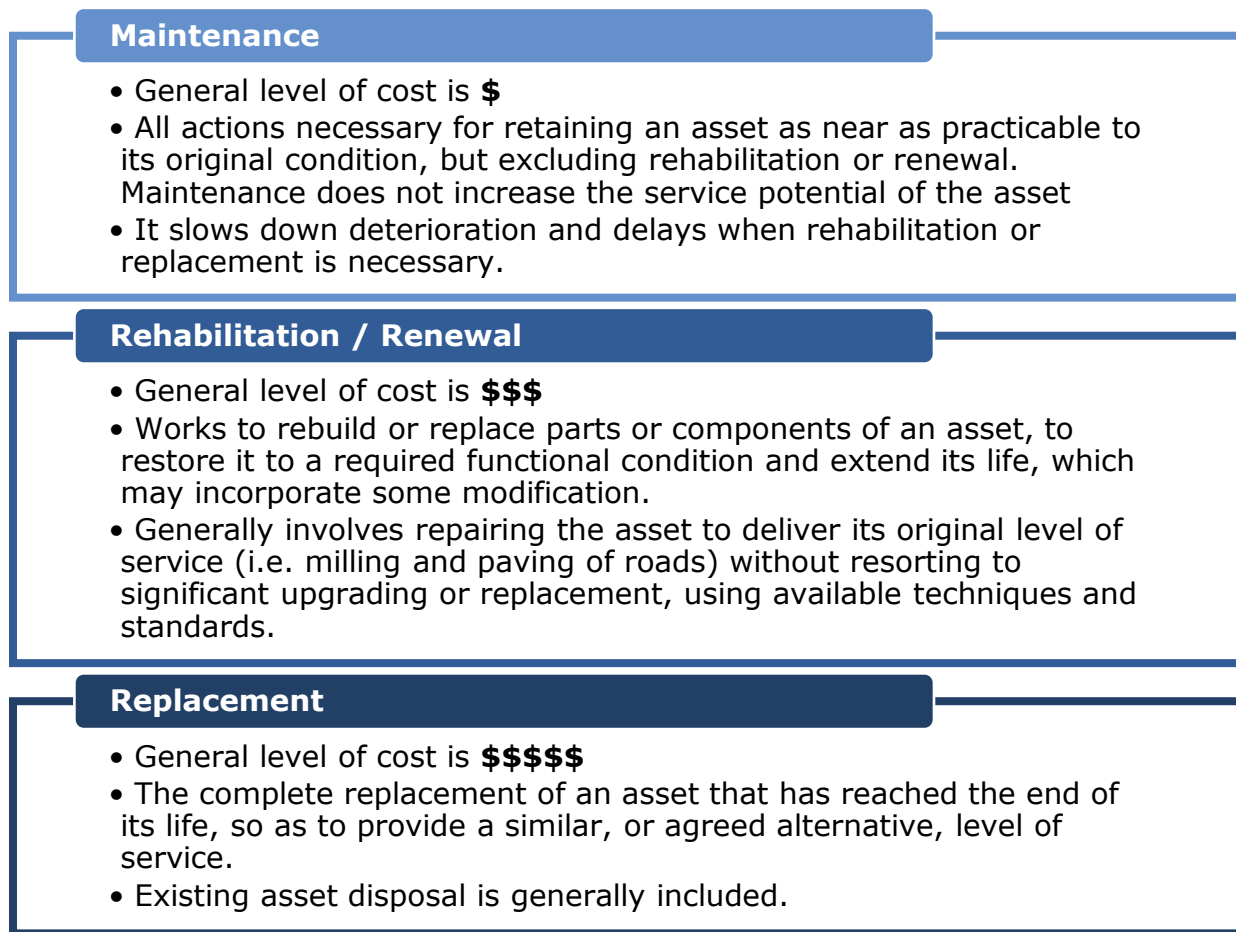 Maintenance
• General level of cost is $
• All actions necessary for retaining an asset as near as practicable to
its original condition, but excluding rehabilitation or renewal.
Maintenance does not increase the service potential of the asset
• It slows down deterioration and delays when rehabilitation or
replacement is necessary.
Rehabilitation / Renewal
• General level of cost is $$$
• Works to rebuild or replace parts or components of an asset, to
restore it to a required functional condition and extend its life, which
may incorporate some modification.
• Generally involves repairing the asset to deliver its original level of
service (i.e. milling and paving of roads) without resorting to
significant upgrading or replacement, using available techniques and
standards.
Replacement
• General level of cost is $$$$$
• The complete replacement of an asset that has reached the end of
its life, so as to provide a similar, or agreed alternative, level of
service.
• Existing asset disposal is generally included.